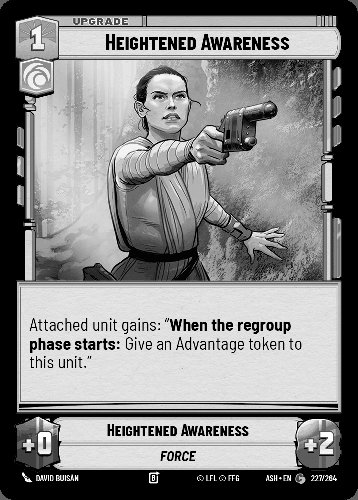 UPGRADE
1
HEIGHTENED AWARENESS
Attached unit gains: “When the regroup
phase starts: Give an Advantage token to
this unit.”
+0
HEIGHTENED AWARENESS
+2
FORCE
DAVID BUISÁN
© LFL © FFG
ASH • EN
227/264